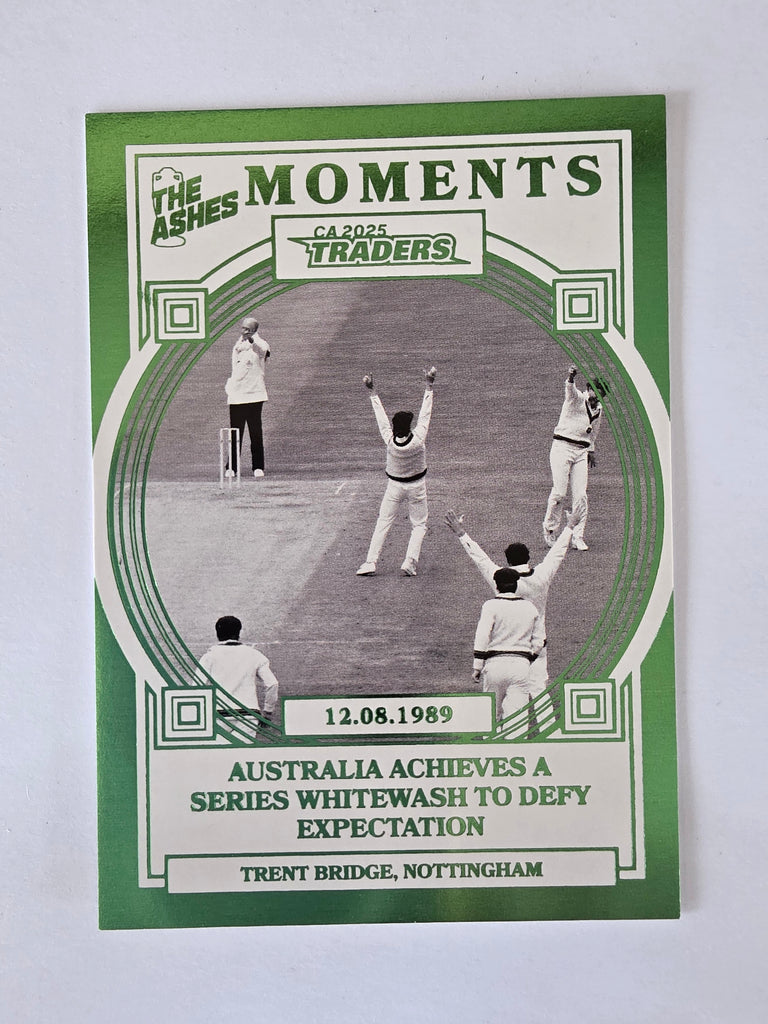 THE
ASHES
MOMENTS
CA 2025
TRADERS
12.08.1989
AUSTRALIA ACHIEVES A
SERIES WHITEWASH TO DEFY
EXPECTATION
TRENT BRIDGE, NOTTINGHAM